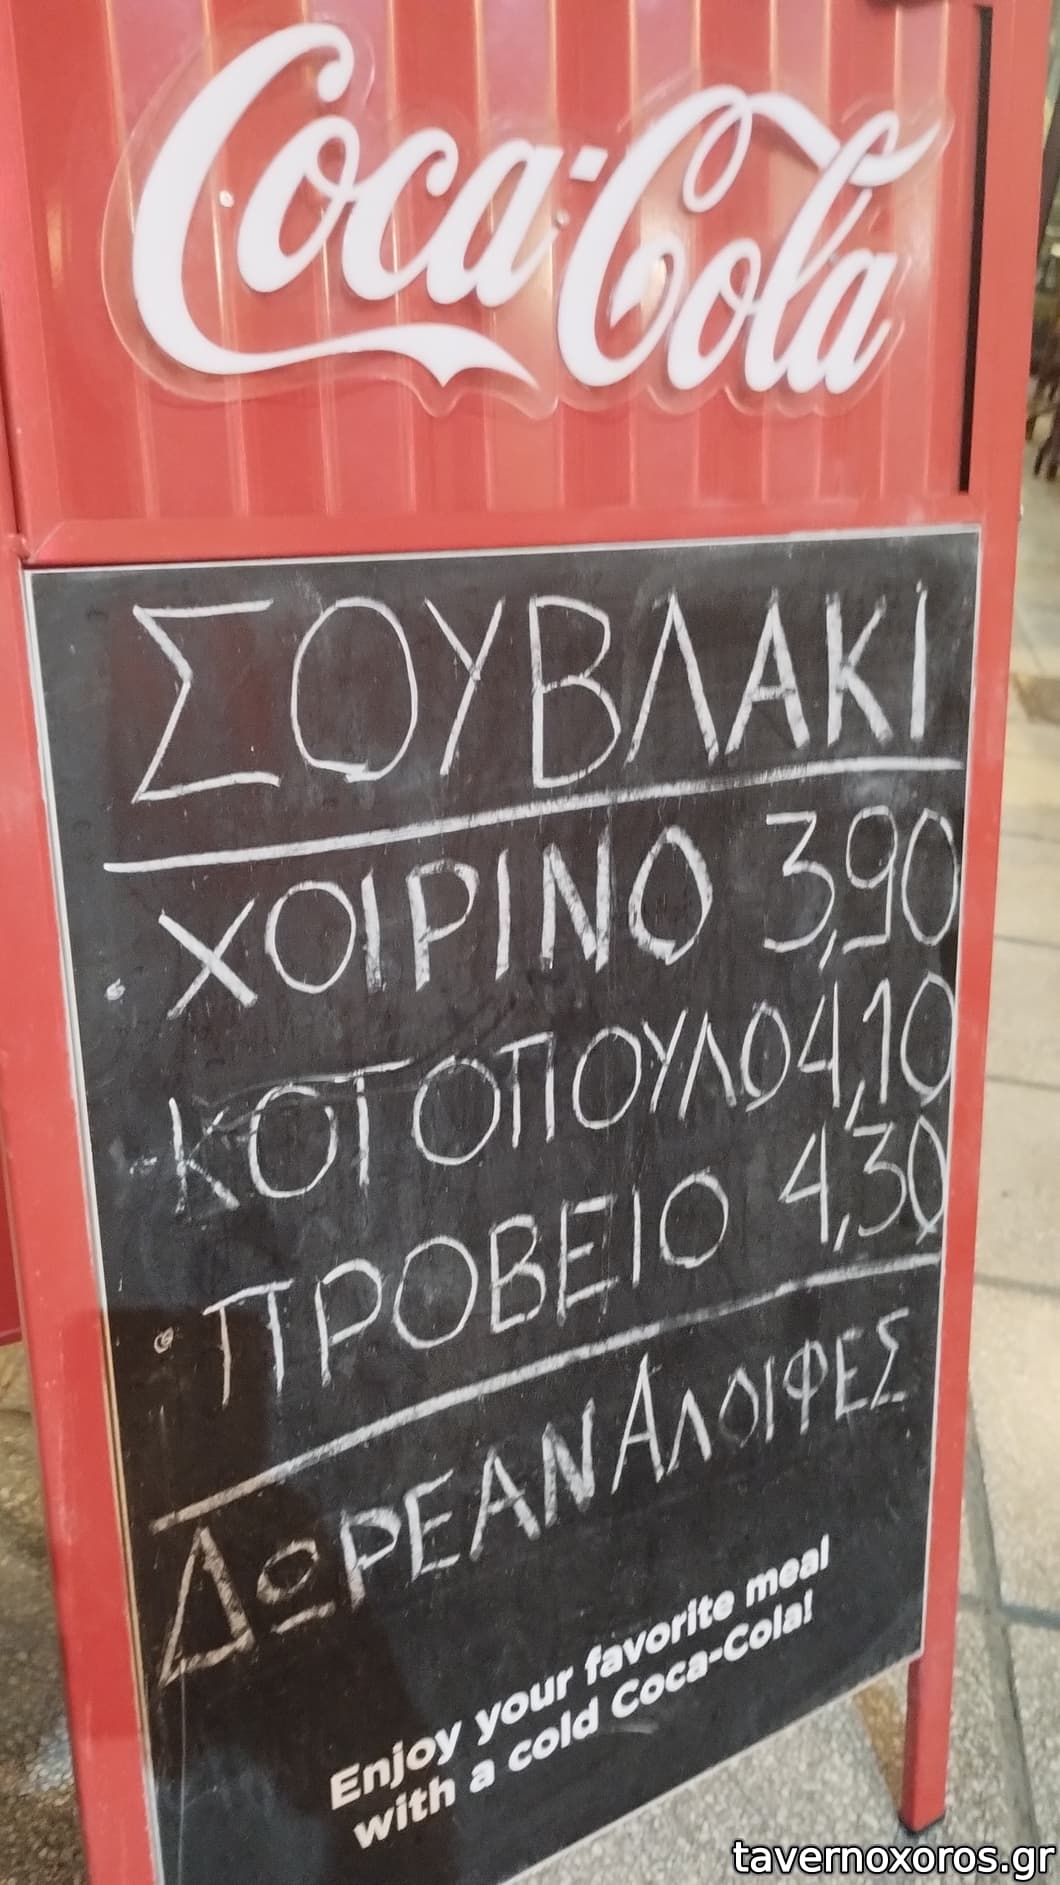 Coca-Cola
ΣΟΥΒΛΑΚΙ
ΧΟΙΡΙΝΟ 3,90
ΚΟΤΟΠΟΥΛΟ 4,10
ΠΡΟΒΕΙΟ 4,30
ΔΩΡΕΑΝ ΑΛΟΙΦΕΣ
Enjoy your favorite meal
with a cold Coca-Cola!
tavernoxoros.gr